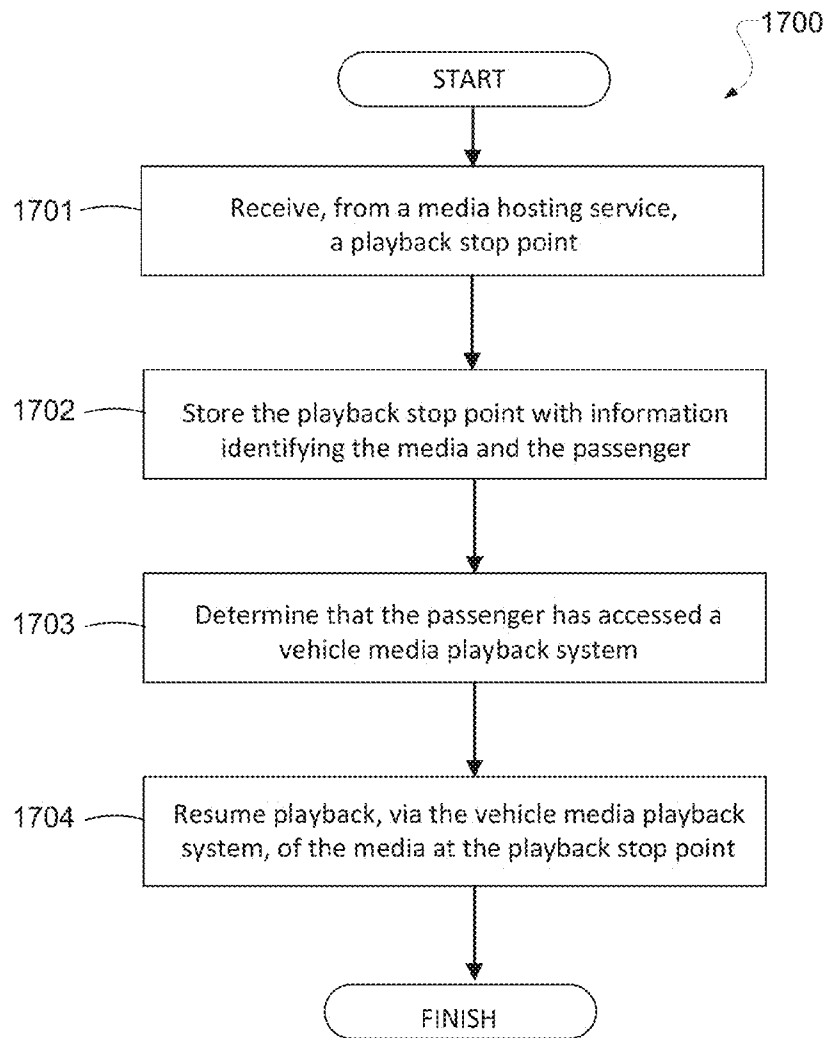 1700
START
1701
Receive, from a media hosting service,
a playback stop point
1702
Store the playback stop point with information
identifying the media and the passenger
1703
Determine that the passenger has accessed a
vehicle media playback system
1704
Resume playback, via the vehicle media playback
system, of the media at the playback stop point
FINISH